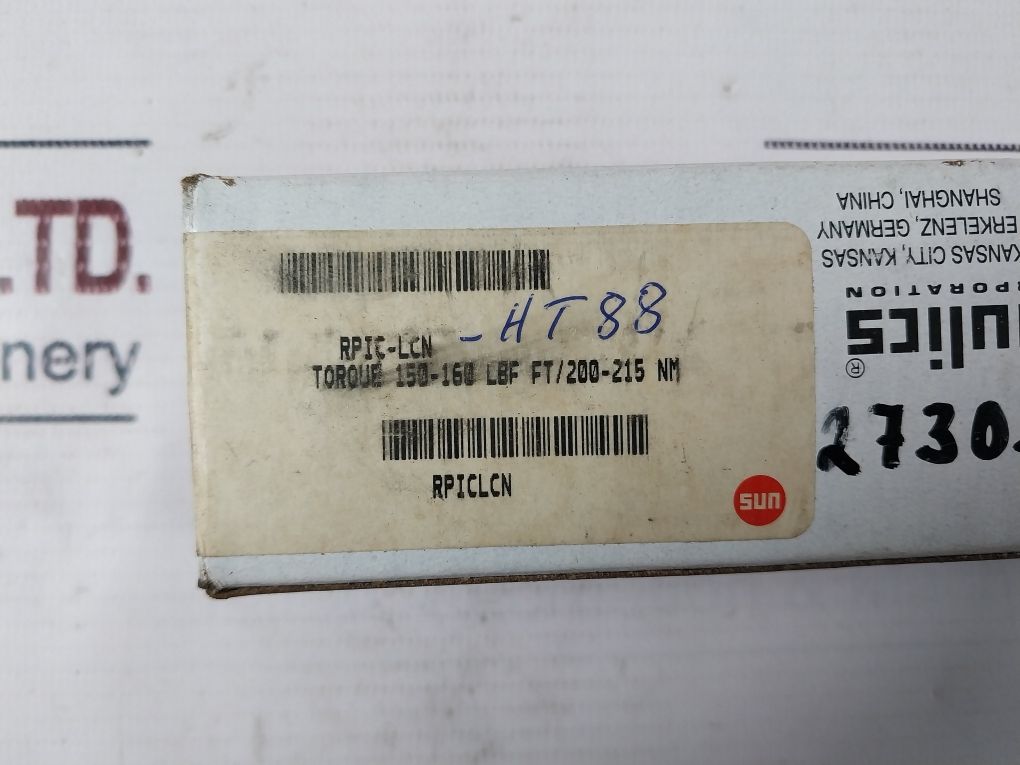 .TD.
nery
RPIC-LCN -HT88
TORQUE 150-160 LBF FT/200-215 NM
RPICLCN
sun
ulics
®
RPORATION
KANSAS CITY, KANSAS
ERKELENZ, GERMANY
SHANGHAI, CHINA
2730